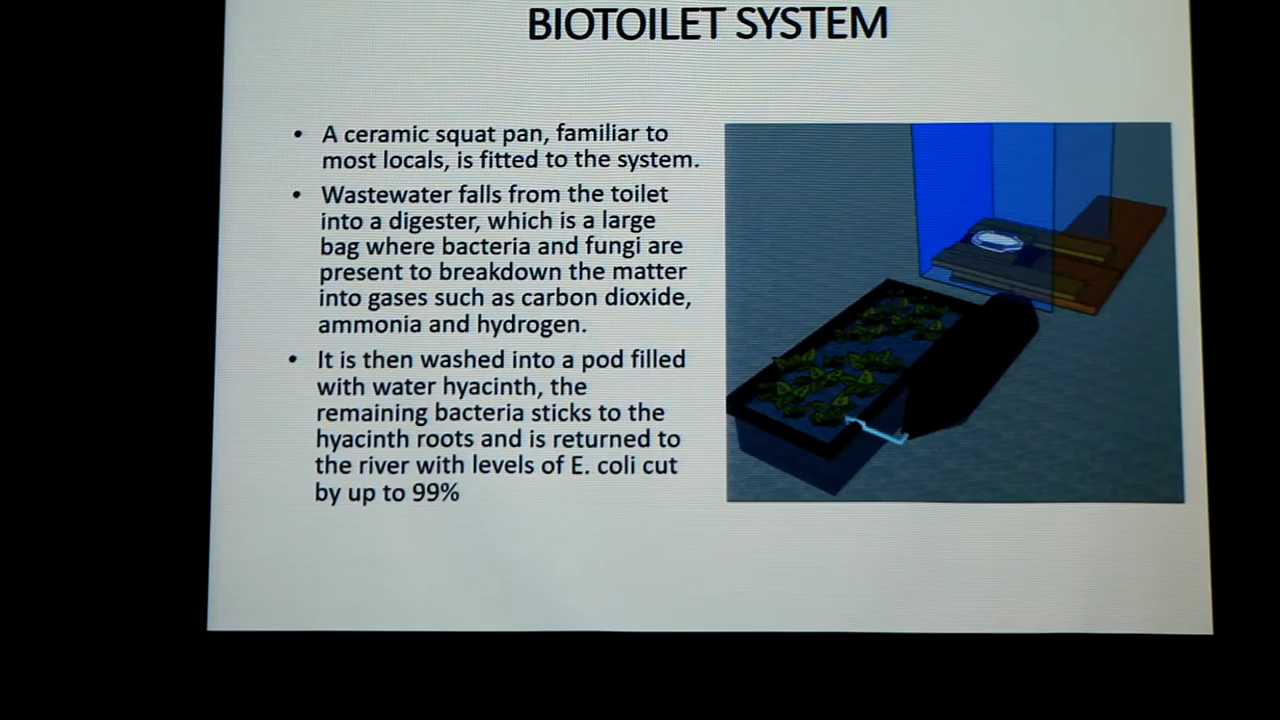 BIOTOILET SYSTEM
• A ceramic squat pan, familiar to
most locals, is fitted to the system.
• Wastewater falls from the toilet
into a digester, which is a large
bag where bacteria and fungi are
present to breakdown the matter
into gases such as carbon dioxide,
ammonia and hydrogen.
• It is then washed into a pod filled
with water hyacinth, the
remaining bacteria sticks to the
hyacinth roots and is returned to
the river with levels of E. coli cut
by up to 99%